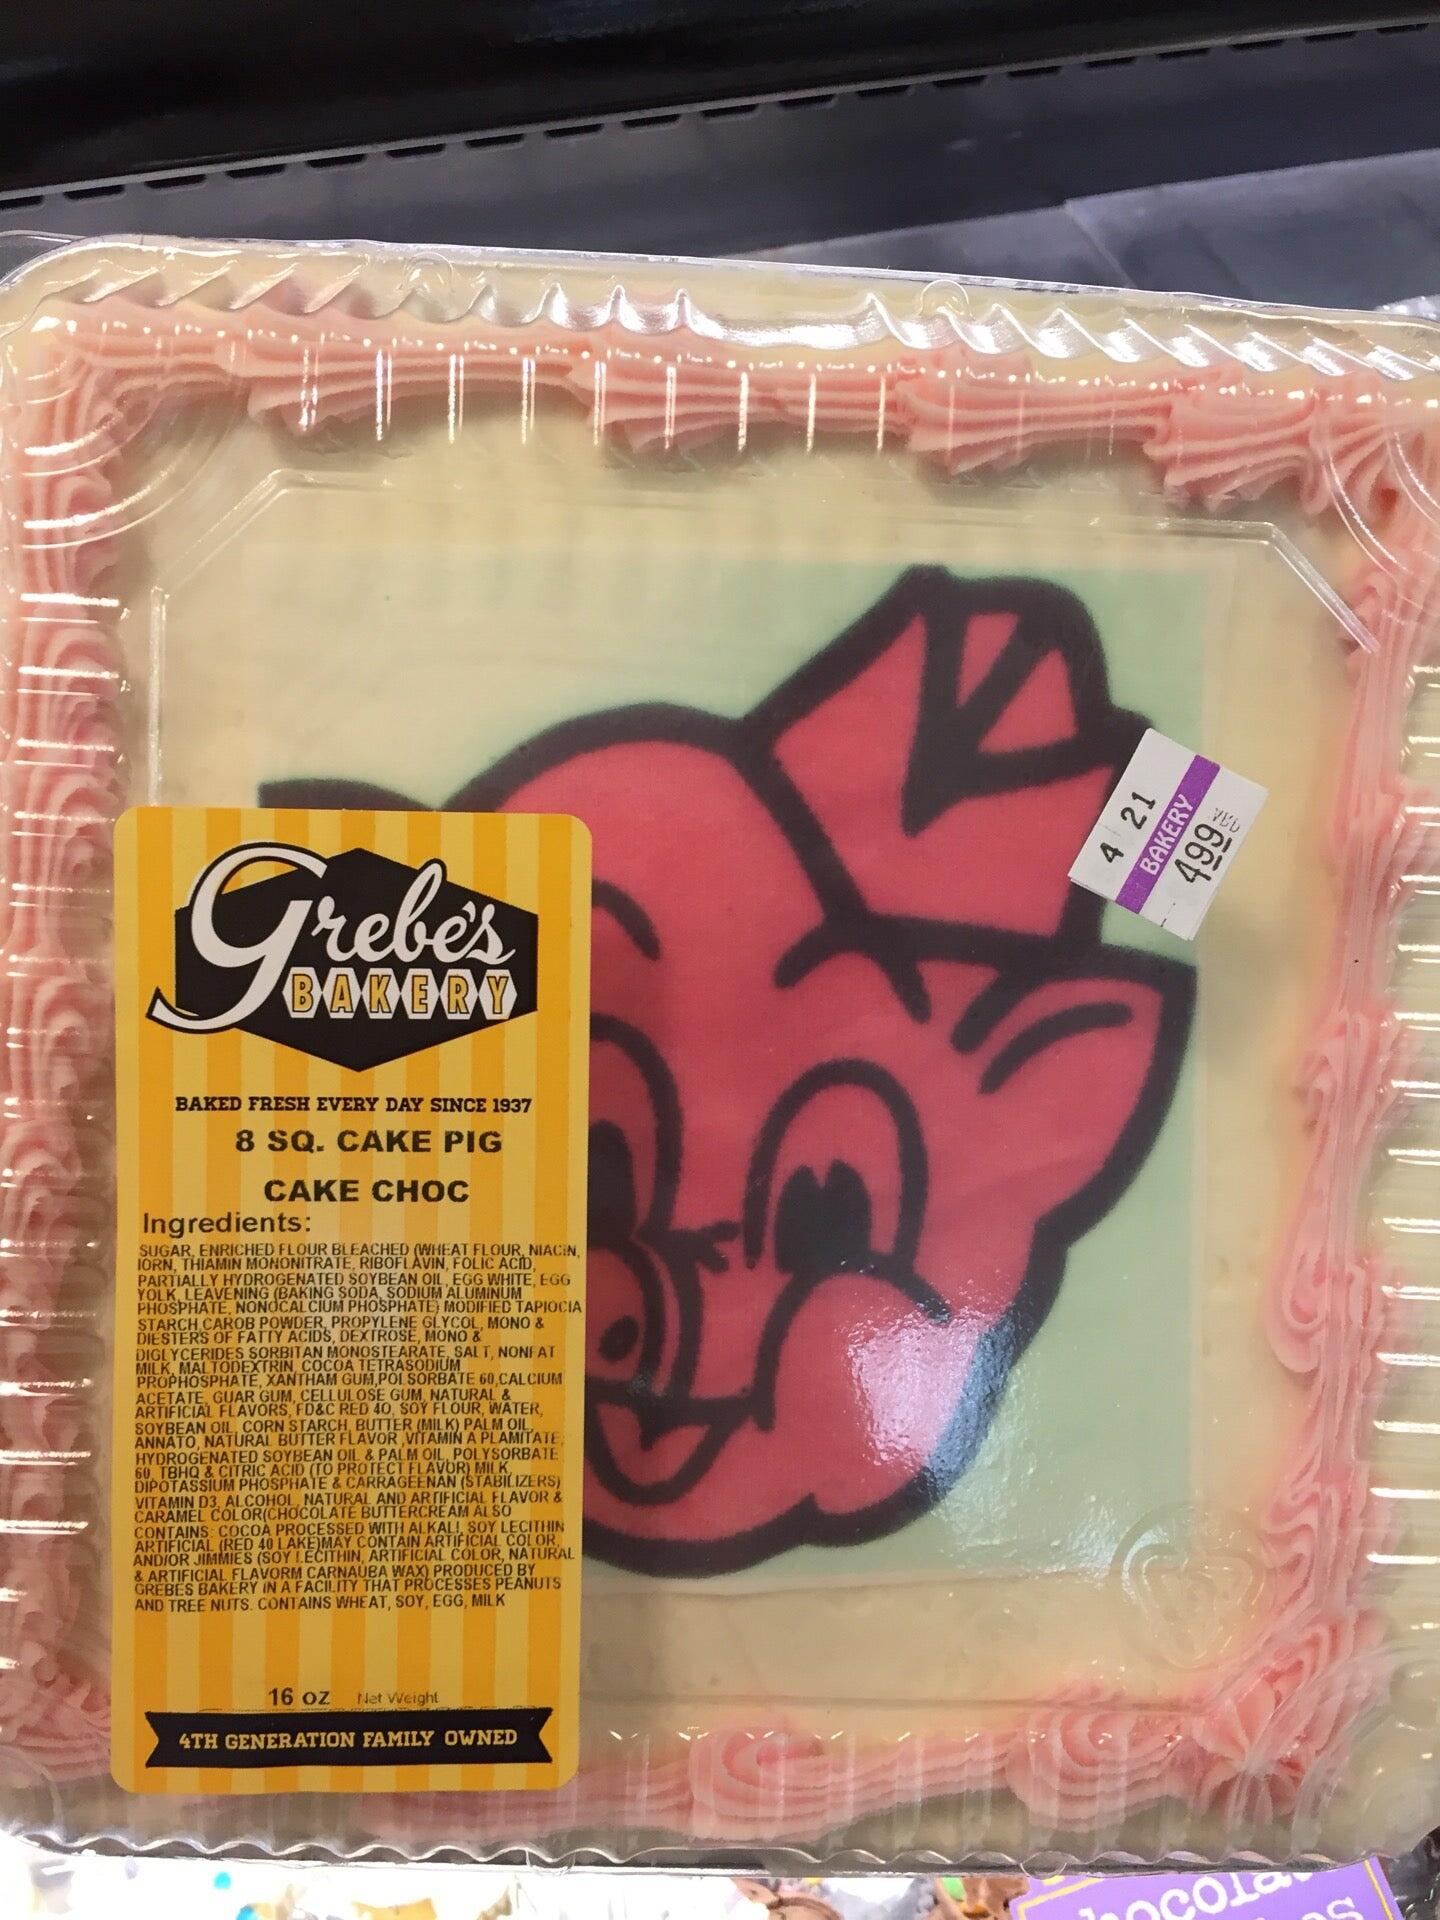 Grebe's
BAKERY
BAKED FRESH EVERY DAY SINCE 1937
8 SQ. CAKE PIG
CAKE CHOC
Ingredients:
SUGAR, ENRICHED FLOUR BLEACHED (WHEAT FLOUR, NIACIN,
IORN, THIAMIN MONONITRATE, RIBOFLAVIN, FOLIC ACID,
PARTIALLY HYDROGENATED SOYBEAN OIL, EGG WHITE, EGG
YOLK, LEAVENING (BAKING SODA, SODIUM ALUMINUM
PHOSPHATE, NONOCALCIUM PHOSPHATE) MODIFIED TAPIOCIA
STARCH,CAROB POWDER, PROPYLENE GLYCOL, MONO &
DIESTERS OF FATTY ACIDS, DEXTROSE, MONO &
DIGLYCERIDES SORBITAN MONOSTEARATE, SALT, NONFAT
MILK, MALTODEXTRIN, COCOA TETRASODIUM
PROPHOSPHATE, XANTHAM GUM,POLSORBATE 60,CALCIUM
ACETATE, GUAR GUM, CELLULOSE GUM, NATURAL &
ARTIFICIAL FLAVORS, FD&C RED 40, SOY FLOUR, WATER,
SOYBEAN OIL, CORN STARCH, BUTTER (MILK) PALM OIL,
ANNATO, NATURAL BUTTER FLAVOR ,VITAMIN A PLAMITATE,
HYDROGENATED SOYBEAN OIL & PALM OIL, POLYSORBATE
60, TBHQ & CITRIC ACID (TO PROTECT FLAVOR) MILK,
DIPOTASSIUM PHOSPHATE & CARRAGEENAN (STABILIZERS)
VITAMIN D3, ALCOHOL, NATURAL AND ARTIFICIAL FLAVOR &
CARAMEL COLOR(CHOCOLATE BUTTERCREAM ALSO
CONTAINS: COCOA PROCESSED WITH ALKALI, SOY LECITHIN
ARTIFICIAL (RED 40 LAKE)MAY CONTAIN ARTIFICIAL COLOR,
AND/OR JIMMIES (SOY LECITHIN, ARTIFICIAL COLOR, NATURAL
& ARTIFICIAL FLAVORM CARNAUBA WAX) PRODUCED BY
GREBES BAKERY IN A FACILITY THAT PROCESSES PEANUTS
AND TREE NUTS. CONTAINS WHEAT, SOY, EGG, MILK
16 OZ Net Weight
4TH GENERATION FAMILY OWNED
4 21
BAKERY
499